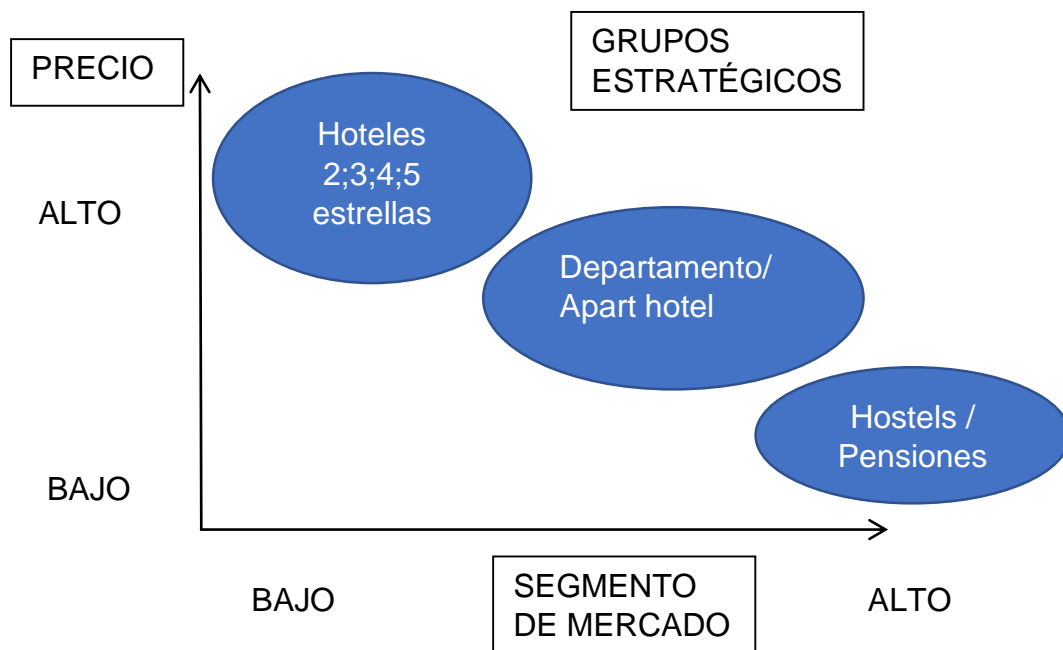 PRECIO
GRUPOS
ESTRATÉGICOS
Hoteles
2;3;4;5
estrellas
ALTO
Departamento/
Apart hotel
Hostels /
Pensiones
BAJO
BAJO
SEGMENTO
DE MERCADO
ALTO